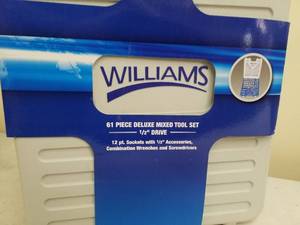 WILLIAMS
61 PIECE DELUXE MIXED TOOL SET
1/2" DRIVE
12 pt. Sockets with 1/2" Accessories,
Combination Wrenches and Screwdrivers